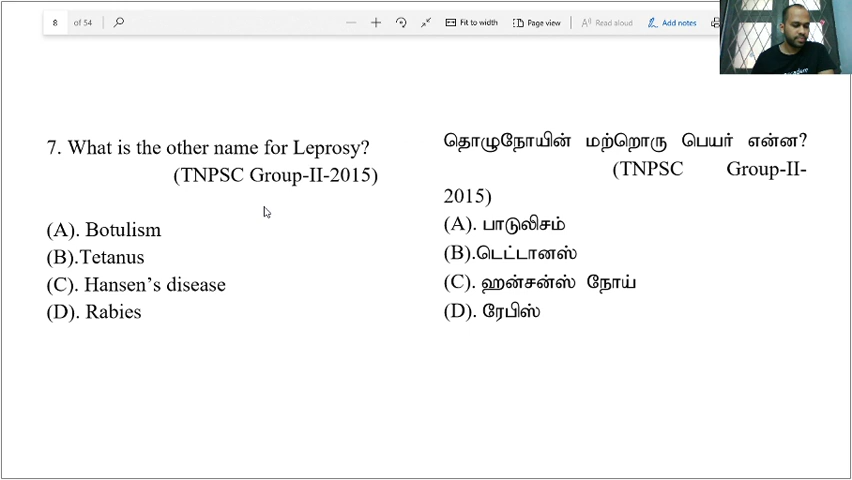 8 of 54 Fit to width Page view Read aloud Add notes
7. What is the other name for Leprosy?
(TNPSC Group-II-2015)
(A). Botulism
(B).Tetanus
(C). Hansen's disease
(D). Rabies
தொழுநோயின் மற்றொரு பெயர் என்ன?
(TNPSC Group-II-
2015)
(A). பாடுலிசம்
(B).டெட்டானஸ்
(C). ஹன்சன்ஸ் நோய்
(D). ரேபிஸ்